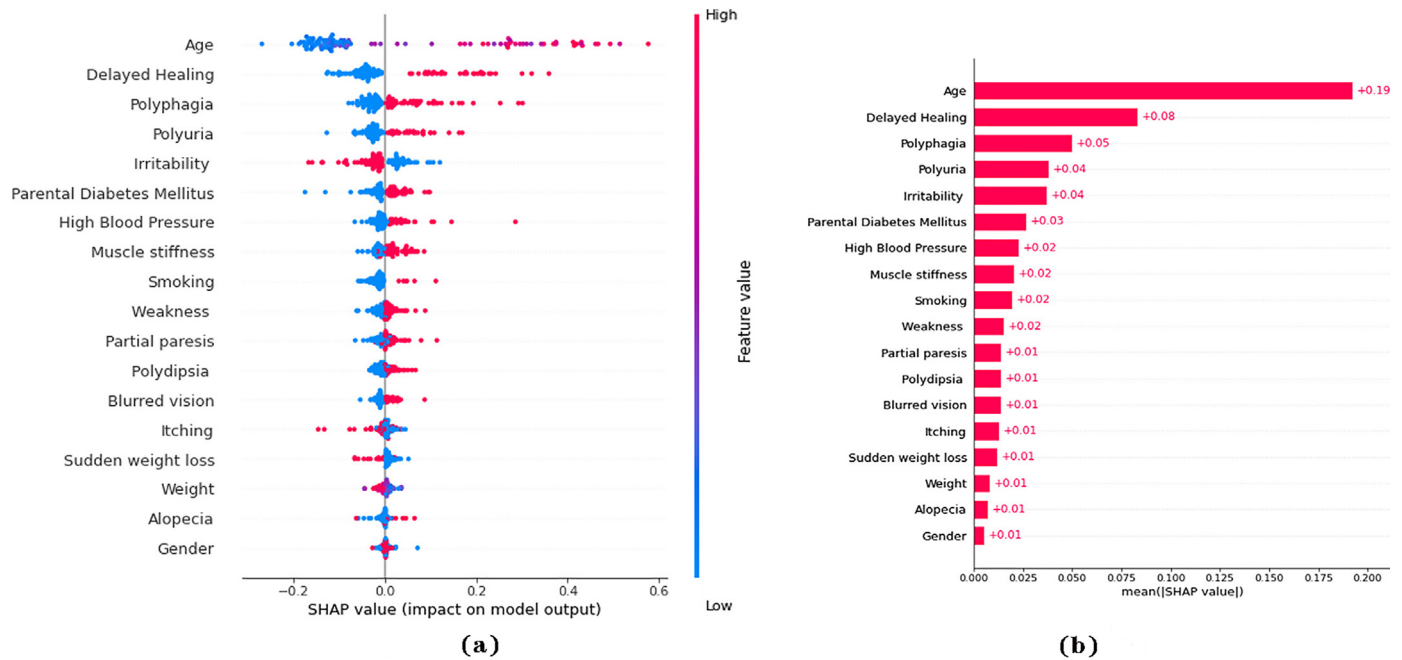 High
Age
Delayed Healing
Polyphagia
Polyuria
Irritability
Parental Diabetes Mellitus
High Blood Pressure
Muscle stiffness
Smoking
Weakness
Partial paresis
Polydipsia
Blurred vision
Itching
Sudden weight loss
Weight
Alopecia
Gender
−0.2 0.0 0.2 0.4 0.6
SHAP value (impact on model output)
Feature value
Low
(a)
Age +0.19
Delayed Healing +0.08
Polyphagia +0.05
Polyuria +0.04
Irritability +0.04
Parental Diabetes Mellitus +0.03
High Blood Pressure +0.02
Muscle stiffness +0.02
Smoking +0.02
Weakness +0.02
Partial paresis +0.01
Polydipsia +0.01
Blurred vision +0.01
Itching +0.01
Sudden weight loss +0.01
Weight +0.01
Alopecia +0.01
Gender +0.01
0.000 0.025 0.050 0.075 0.100 0.125 0.150 0.175 0.200
mean(|SHAP value|)
(b)